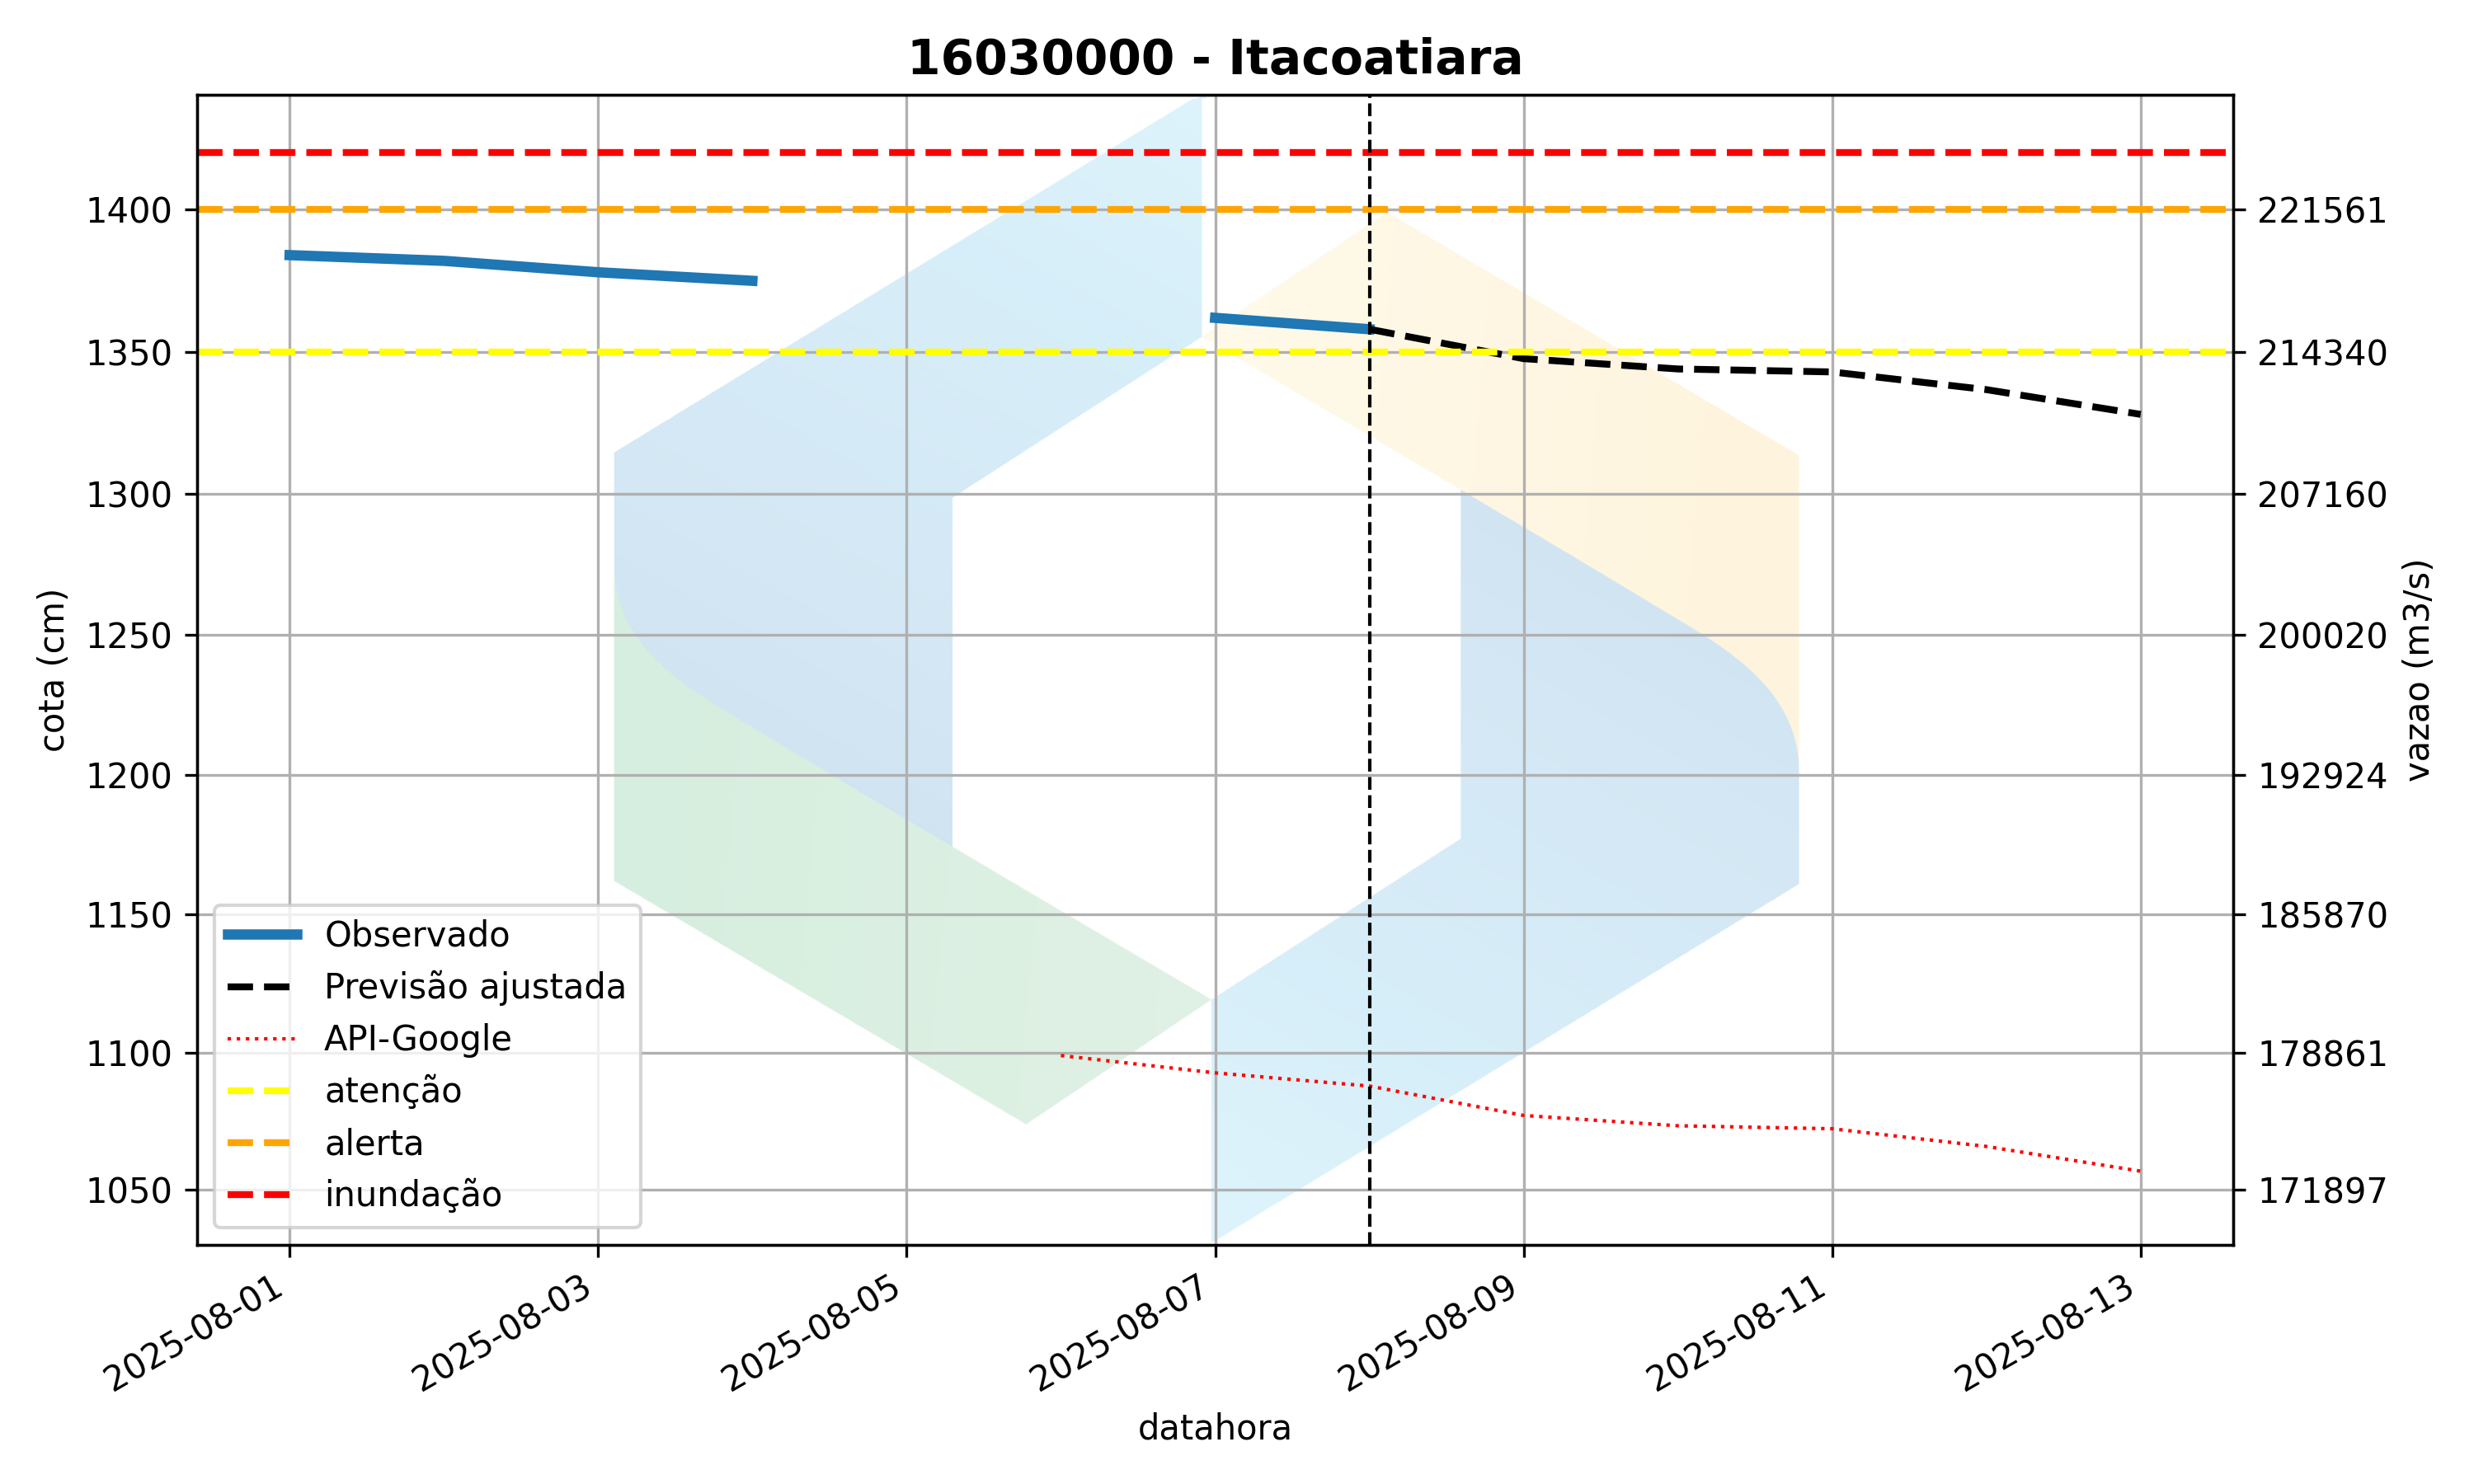 16030000 - Itacoatiara
1400
1350
1300
1250
1200
1150
1100
1050
cota (cm)
221561
214340
207160
200020
192924
185870
178861
171897
vazao (m3/s)
Observado
Previsão ajustada
API-Google
atenção
alerta
inundação
2025-08-01
2025-08-03
2025-08-05
2025-08-07
2025-08-09
2025-08-11
2025-08-13
datahora